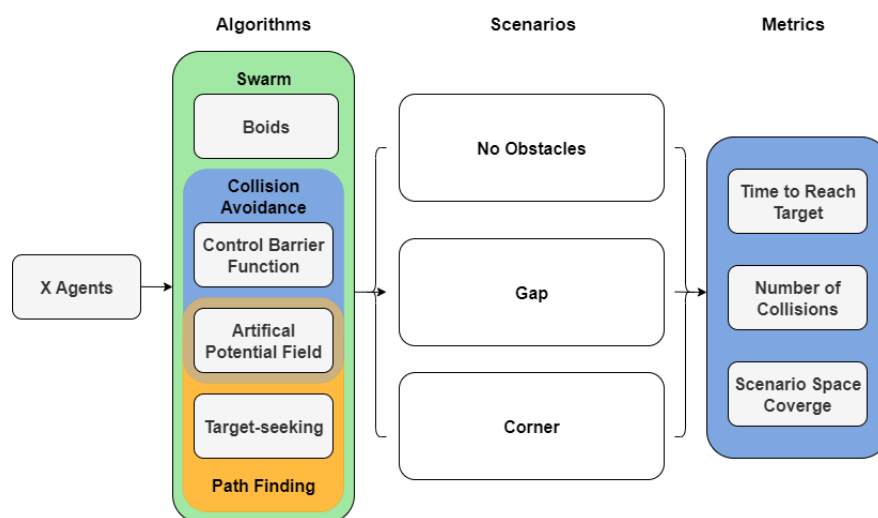 Algorithms
Scenarios
Metrics
Swarm
Boids
Collision
Avoidance
Control Barrier
Function
Artifical
Potential Field
Target-seeking
Path Finding
X Agents
No Obstacles
Gap
Corner
Time to Reach
Target
Number of
Collisions
Scenario Space
Coverge